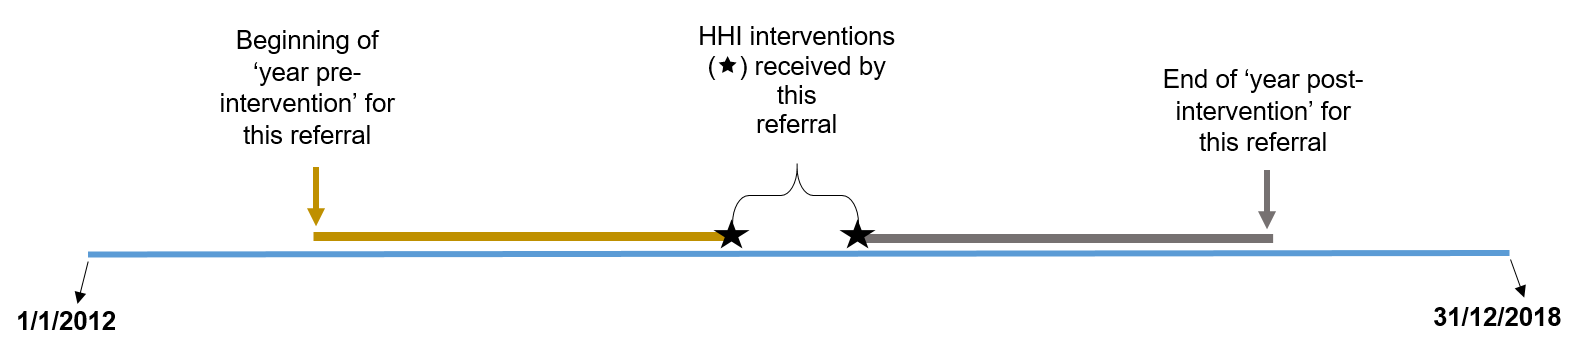 Beginning of
‘year pre-
intervention’ for
this referral
HHI interventions
(★) received by
this
referral
End of ‘year post-
intervention’ for
this referral
1/1/2012
31/12/2018